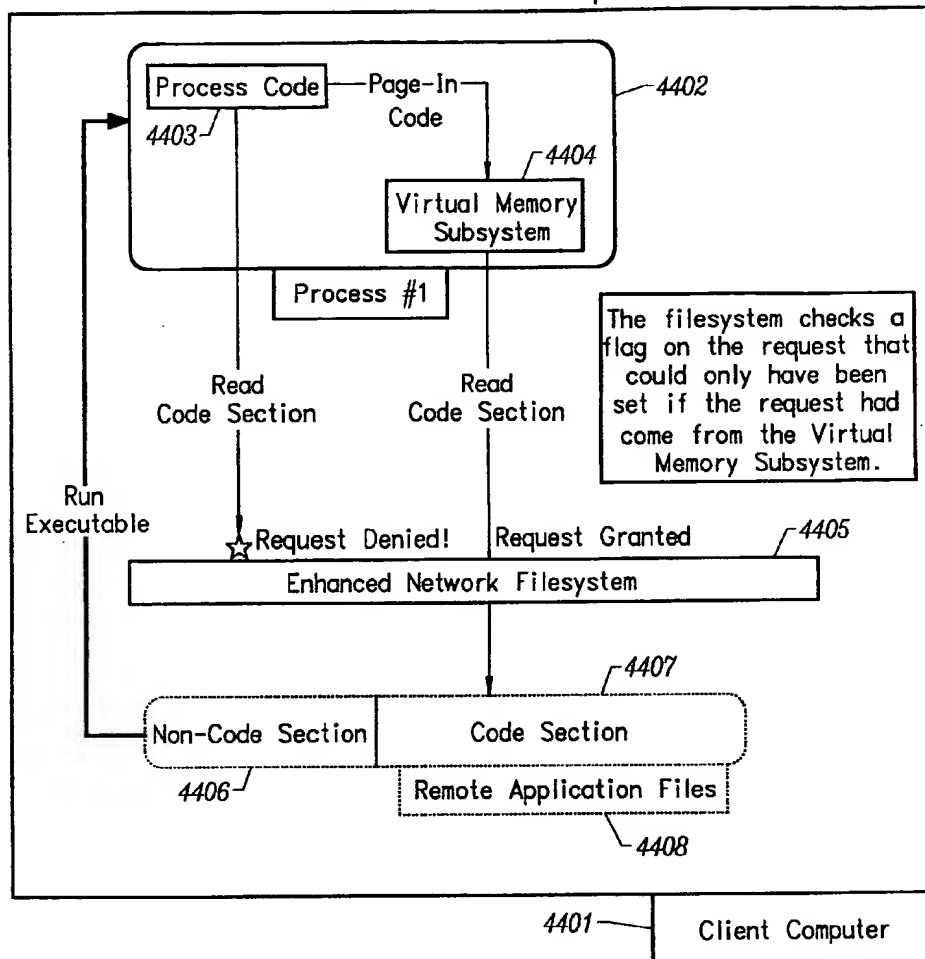 Process Code
Page-In
Code
4402
4403
4404
Virtual Memory
Subsystem
Process #1
The filesystem checks a
flag on the request that
could only have been
set if the request had
come from the Virtual
Memory Subsystem.
Read
Code Section
Read
Code Section
Run
Executable
Request Denied!
Request Granted
4405
Enhanced Network Filesystem
4407
Non-Code Section
Code Section
4406
Remote Application Files
4408
4401
Client Computer